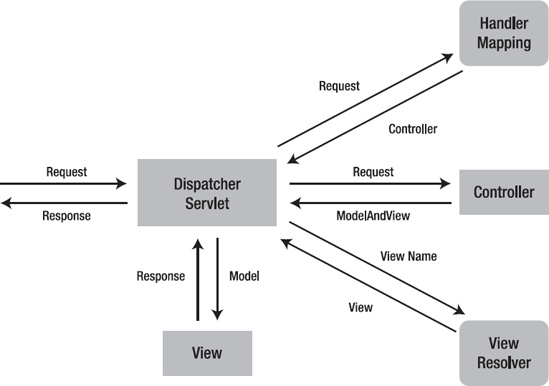 Handler
Mapping
Request
Controller
Request
Response
Dispatcher
Servlet
Request
ModelAndView
Controller
View Name
View
Response
Model
View
View
Resolver